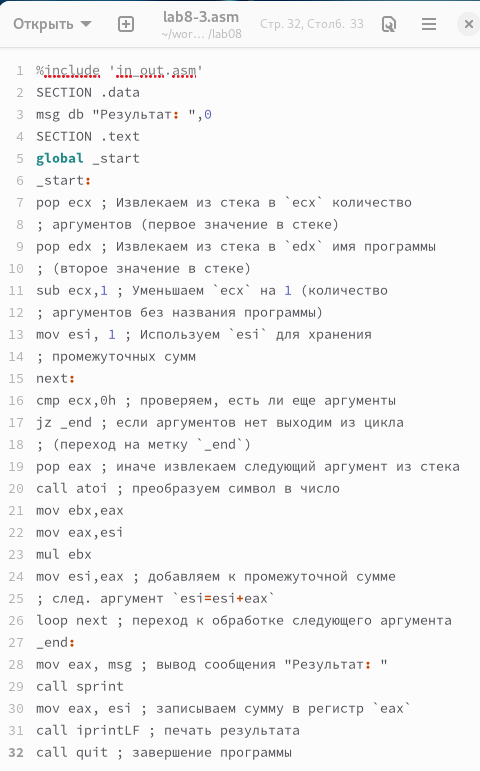 Открыть
lab8-3.asm
~/wor... /lab08
Стр. 32, Столб. 33
1 %include 'in_out.asm'
2 SECTION .data
3 msg db "Результат: ",0
4 SECTION .text
5 global _start
6 _start:
7 pop ecx ; Извлекаем из стека в `ecx` количество
8 ; аргументов (первое значение в стеке)
9 pop edx ; Извлекаем из стека в `edx` имя программы
10 ; (второе значение в стеке)
11 sub ecx,1 ; Уменьшаем `ecx` на 1 (количество
12 ; аргументов без названия программы)
13 mov esi, 1 ; Используем `esi` для хранения
14 ; промежуточных сумм
15 next:
16 cmp ecx,0h ; проверяем, есть ли еще аргументы
17 jz _end ; если аргументов нет выходим из цикла
18 ; (переход на метку `_end`)
19 pop eax ; иначе извлекаем следующий аргумент из стека
20 call atoi ; преобразуем символ в число
21 mov ebx,eax
22 mov eax,esi
23 mul ebx
24 mov esi,eax ; добавляем к промежуточной сумме
25 ; след. аргумент `esi=esi+eax`
26 loop next ; переход к обработке следующего аргумента
27 _end:
28 mov eax, msg ; вывод сообщения "Результат: "
29 call sprint
30 mov eax, esi ; записываем сумму в регистр `eax`
31 call iprintLF ; печать результата
32 call quit ; завершение программы